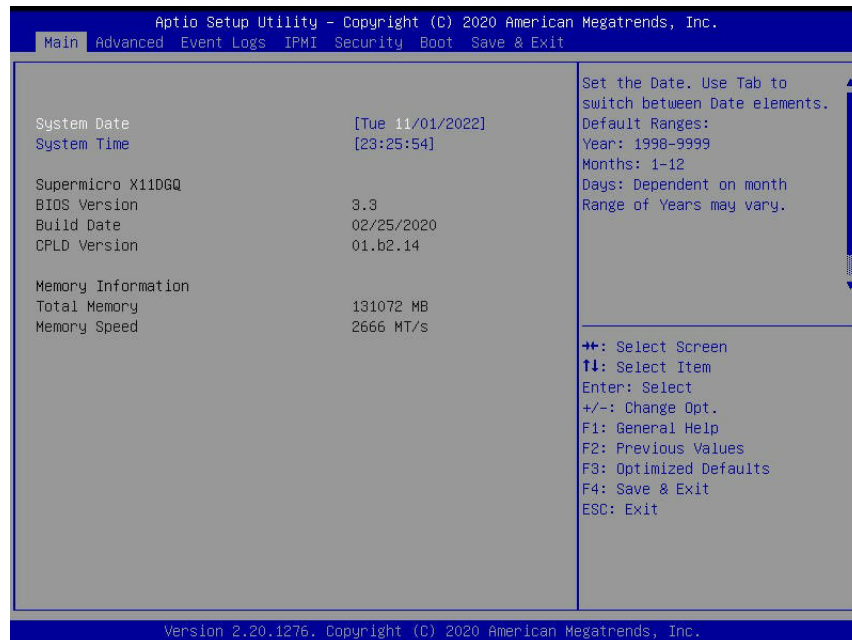 Aptio Setup Utility – Copyright (C) 2020 American Megatrends, Inc.
Main Advanced Event Logs IPMI Security Boot Save & Exit
System Date [Tue 11/01/2022]
System Time [23:25:54]
Supermicro X11DGQ
BIOS Version 3.3
Build Date 02/25/2020
CPLD Version 01.b2.14
Memory Information
Total Memory 131072 MB
Memory Speed 2666 MT/s
Set the Date. Use Tab to
switch between Date elements.
Default Ranges:
Year: 1998-9999
Months: 1-12
Days: Dependent on month
Range of Years may vary.
→←: Select Screen
↑↓: Select Item
Enter: Select
+/-: Change Opt.
F1: General Help
F2: Previous Values
F3: Optimized Defaults
F4: Save & Exit
ESC: Exit
Version 2.20.1276. Copyright (C) 2020 American Megatrends, Inc.